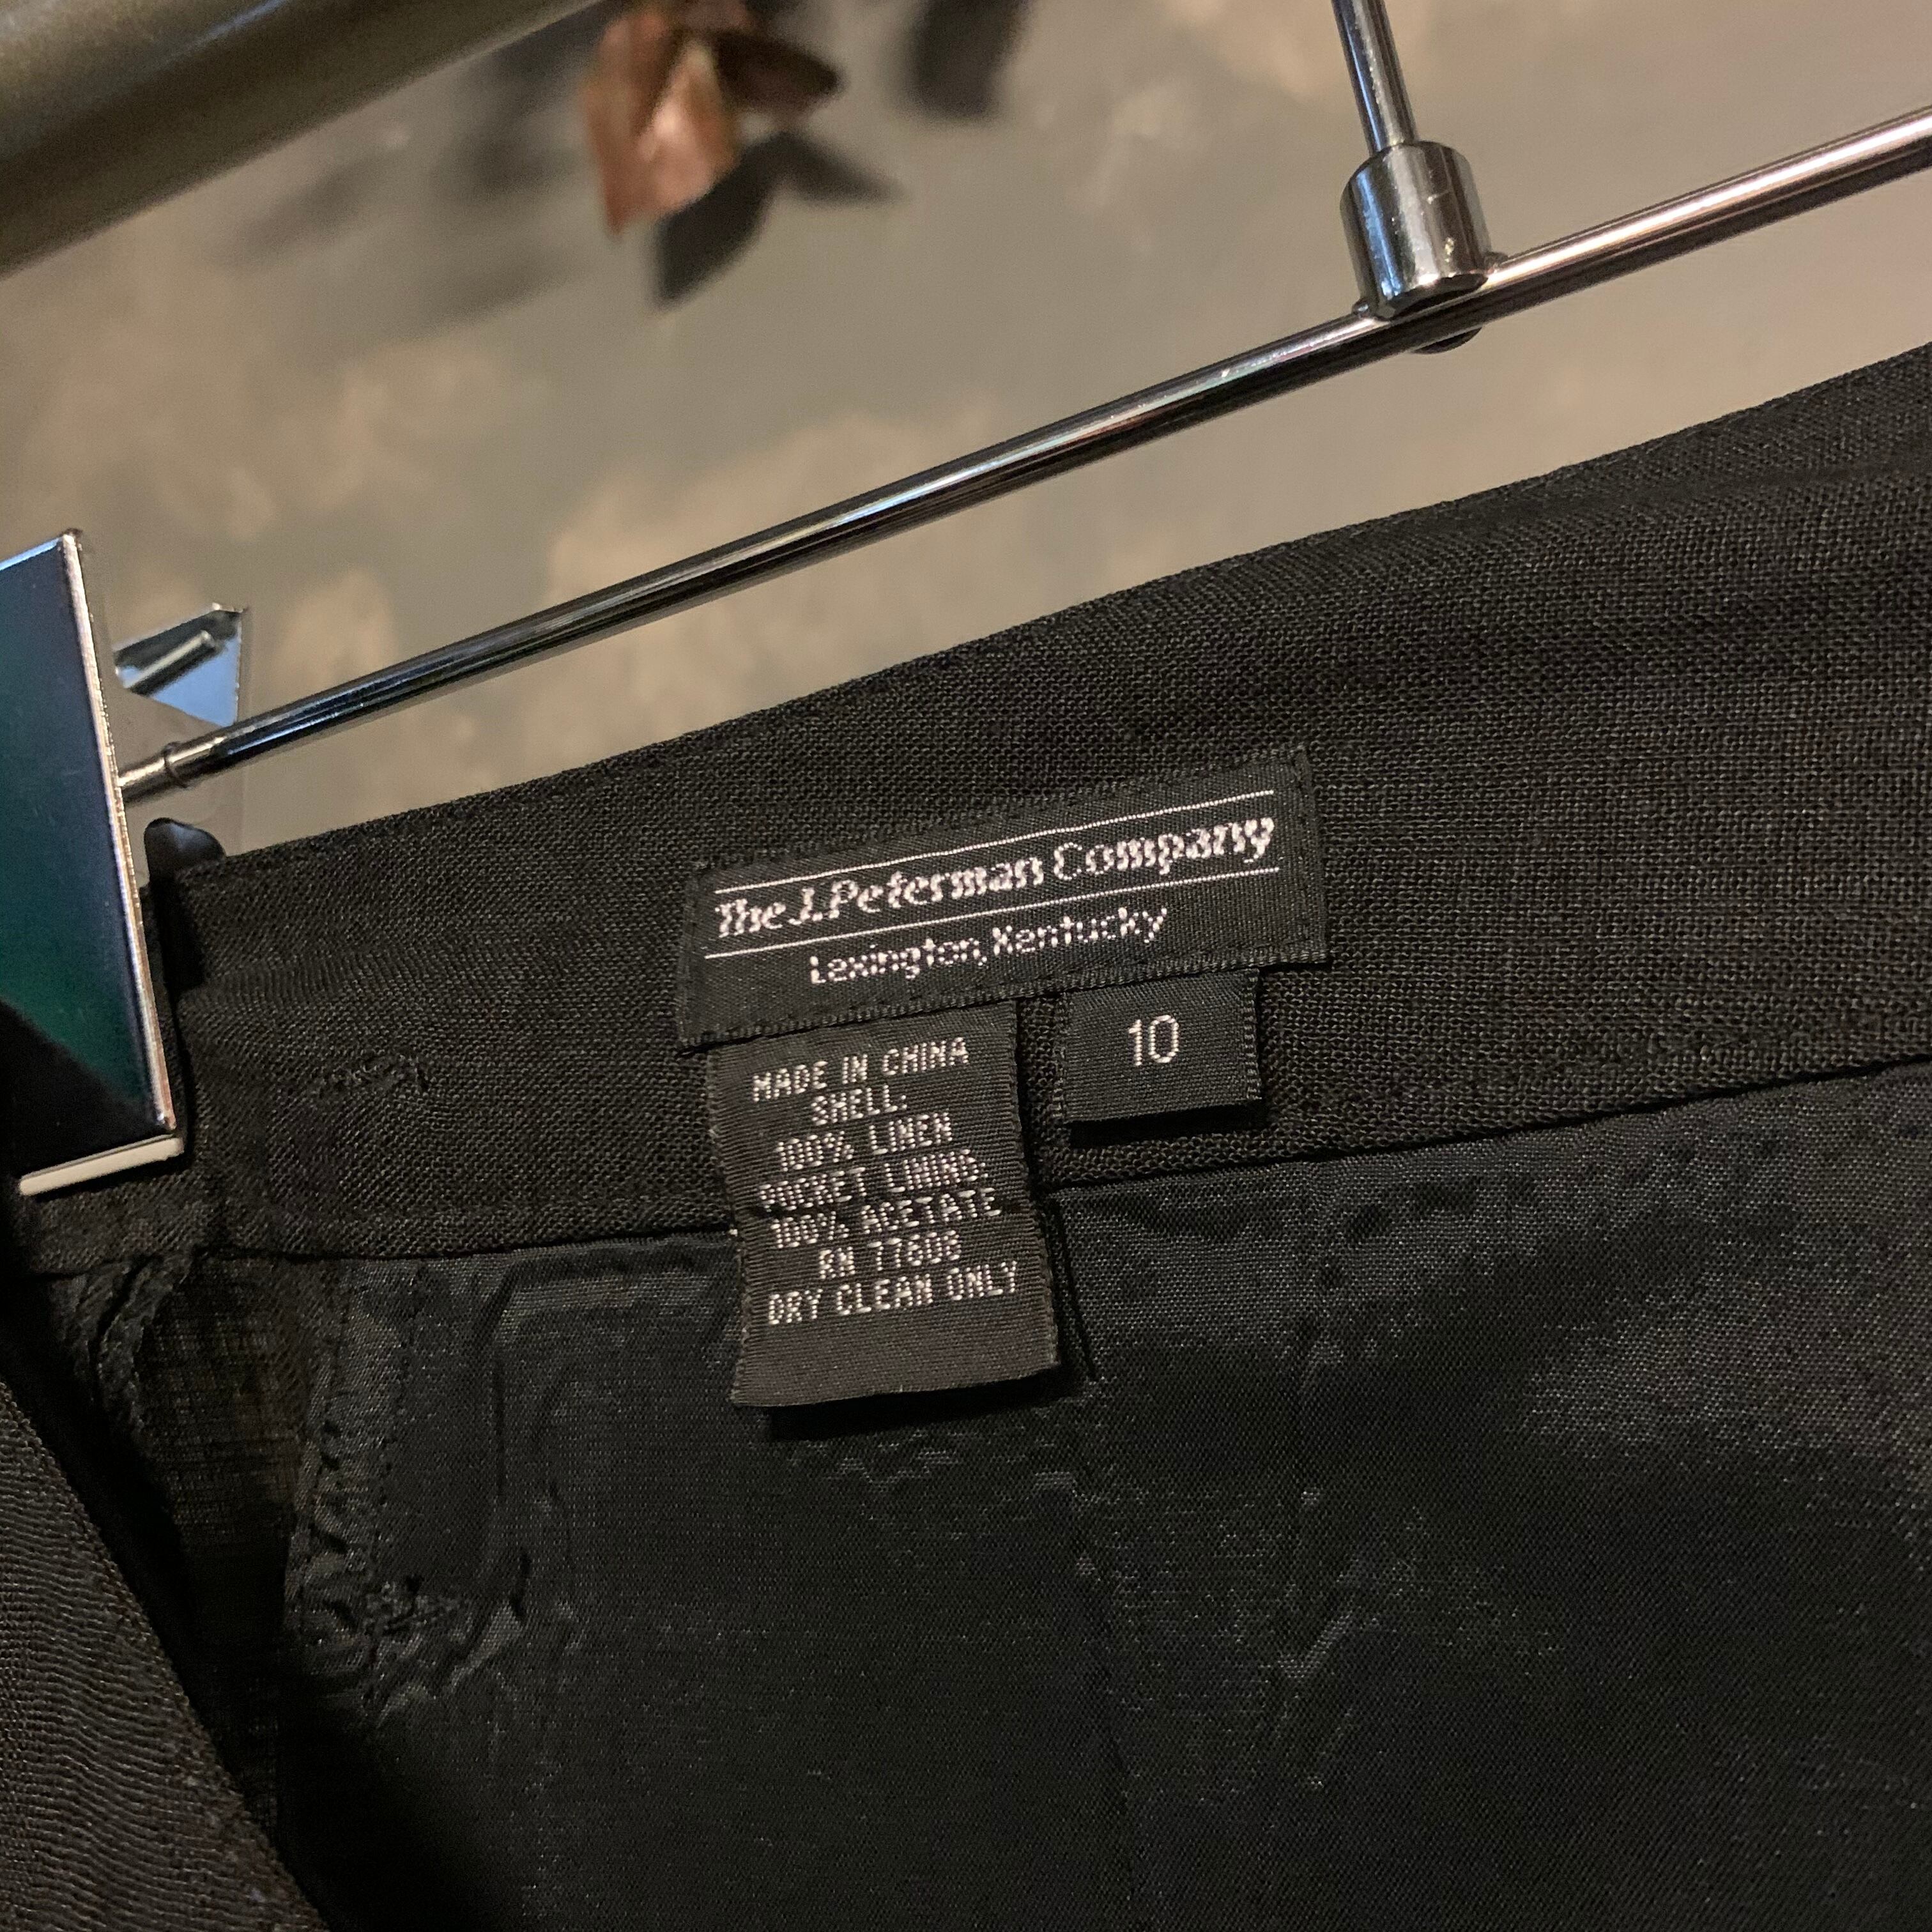 The J. Peterman Company
Lexington, Kentucky
10
MADE IN CHINA
SHELL:
100% LINEN
POCKET LINING:
100% ACETATE
RN 77608
DRY CLEAN ONLY